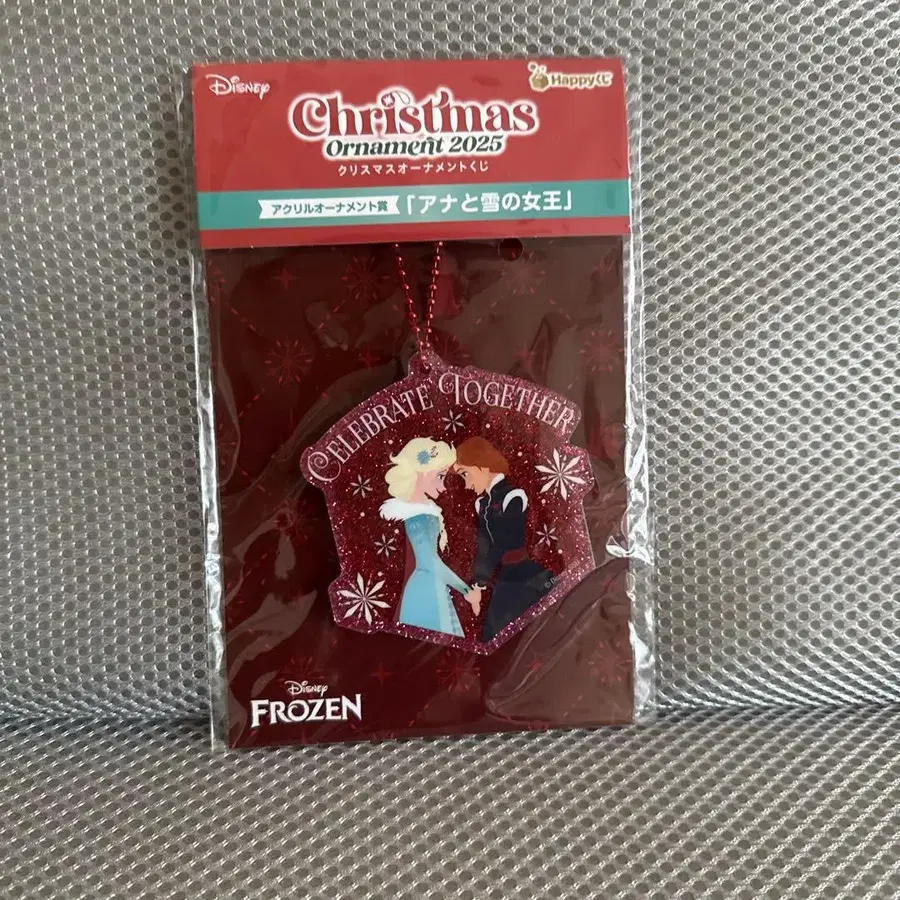 Disney
Happyくじ
Christmas
Ornament 2025
クリスマスオーナメントくじ
アクリルオーナメント賞 「アナと雪の女王」
CELEBRATE TOGETHER
Disney
FROZEN